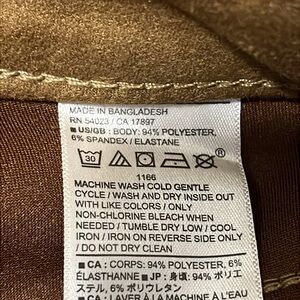 MADE IN BANGLADESH
RN 54023 / CA 17897
■ US/GB : BODY: 94% POLYESTER,
6% SPANDEX / ELASTANE
30
®
1166
MACHINE WASH COLD GENTLE
CYCLE / WASH AND DRY INSIDE OUT
WITH LIKE COLORS / ONLY
NON-CHLORINE BLEACH WHEN
NEEDED / TUMBLE DRY LOW / COOL
IRON / IRON ON REVERSE SIDE ONLY
/ DO NOT DRY CLEAN
■ CA : CORPS: 94% POLYESTER, 6%
ÉLASTHANNE ■ JP : 身頃: 94% ポリエ
ステル, 6% ポリウレタン
■ CA : LAVER À LA MACHINE À L'EAU